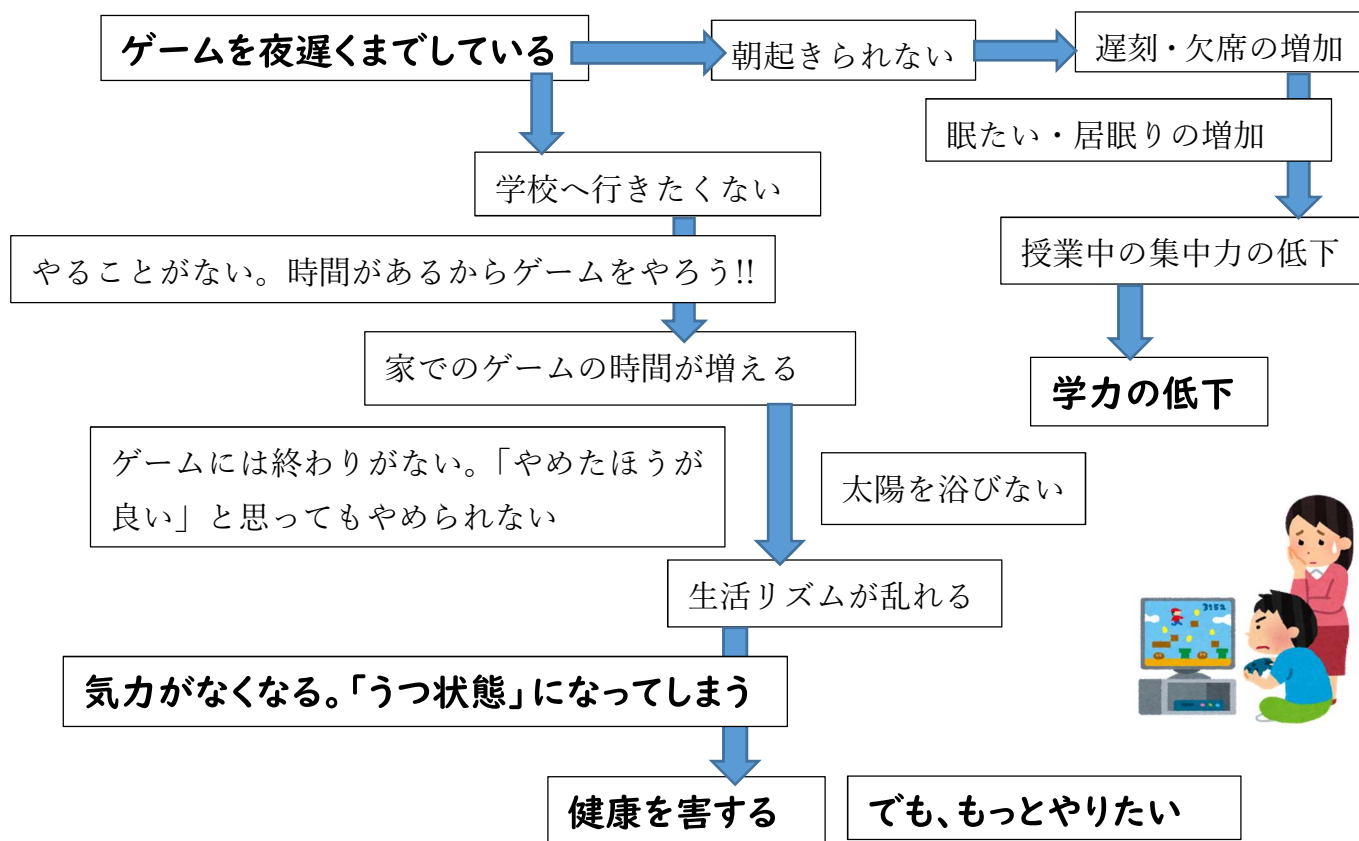 ゲームを夜遅くまでしている
朝起きられない
遅刻・欠席の増加
眠たい・居眠りの増加
学校へ行きたくない
授業中の集中力の低下
やることがない。時間があるからゲームをやろう!!
家でのゲームの時間が増える
学力の低下
ゲームには終わりがない。「やめたほうが
良い」と思ってもやめられない
太陽を浴びない
生活リズムが乱れる
3152
気力がなくなる。「うつ状態」になってしまう
健康を害する
でも、もっとやりたい